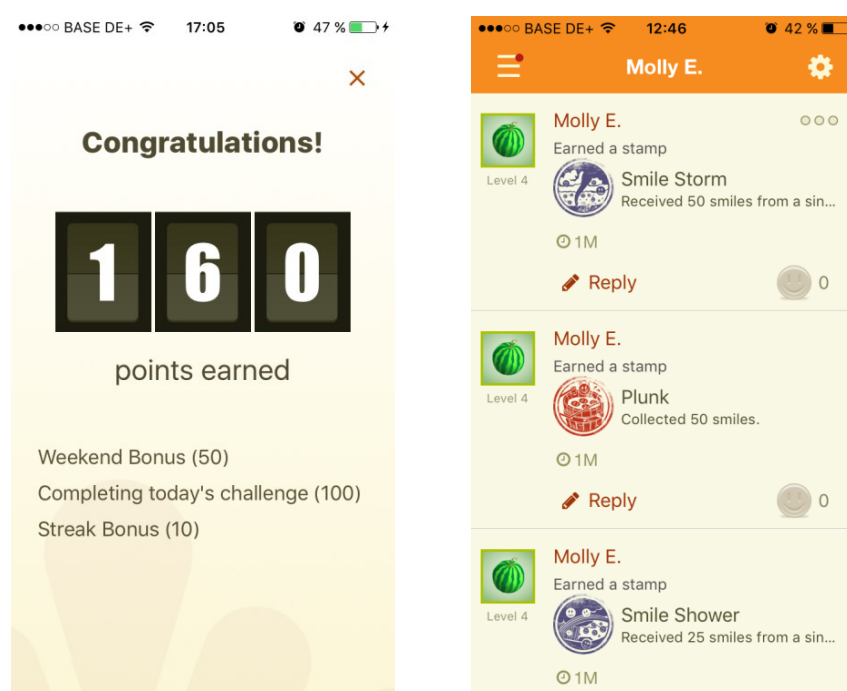 BASE DE+ 17:05 47 %
Congratulations!
160
points earned
Weekend Bonus (50)
Completing today's challenge (100)
Streak Bonus (10)
BASE DE+ 12:46 42 %
Molly E.
Molly E.
Earned a stamp
Level 4
Smile Storm
Received 50 smiles from a sin...
1M
Reply 0
Molly E.
Earned a stamp
Level 4
Plunk
Collected 50 smiles.
1M
Reply 0
Molly E.
Earned a stamp
Level 4
Smile Shower
Received 25 smiles from a sin...
1M